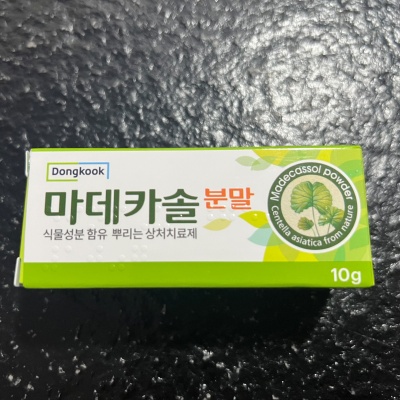 Dongkook
마데카솔 분말
식물성분 함유 뿌리는 상처치료제
Madecassol powder
Centella asiatica from nature
10g